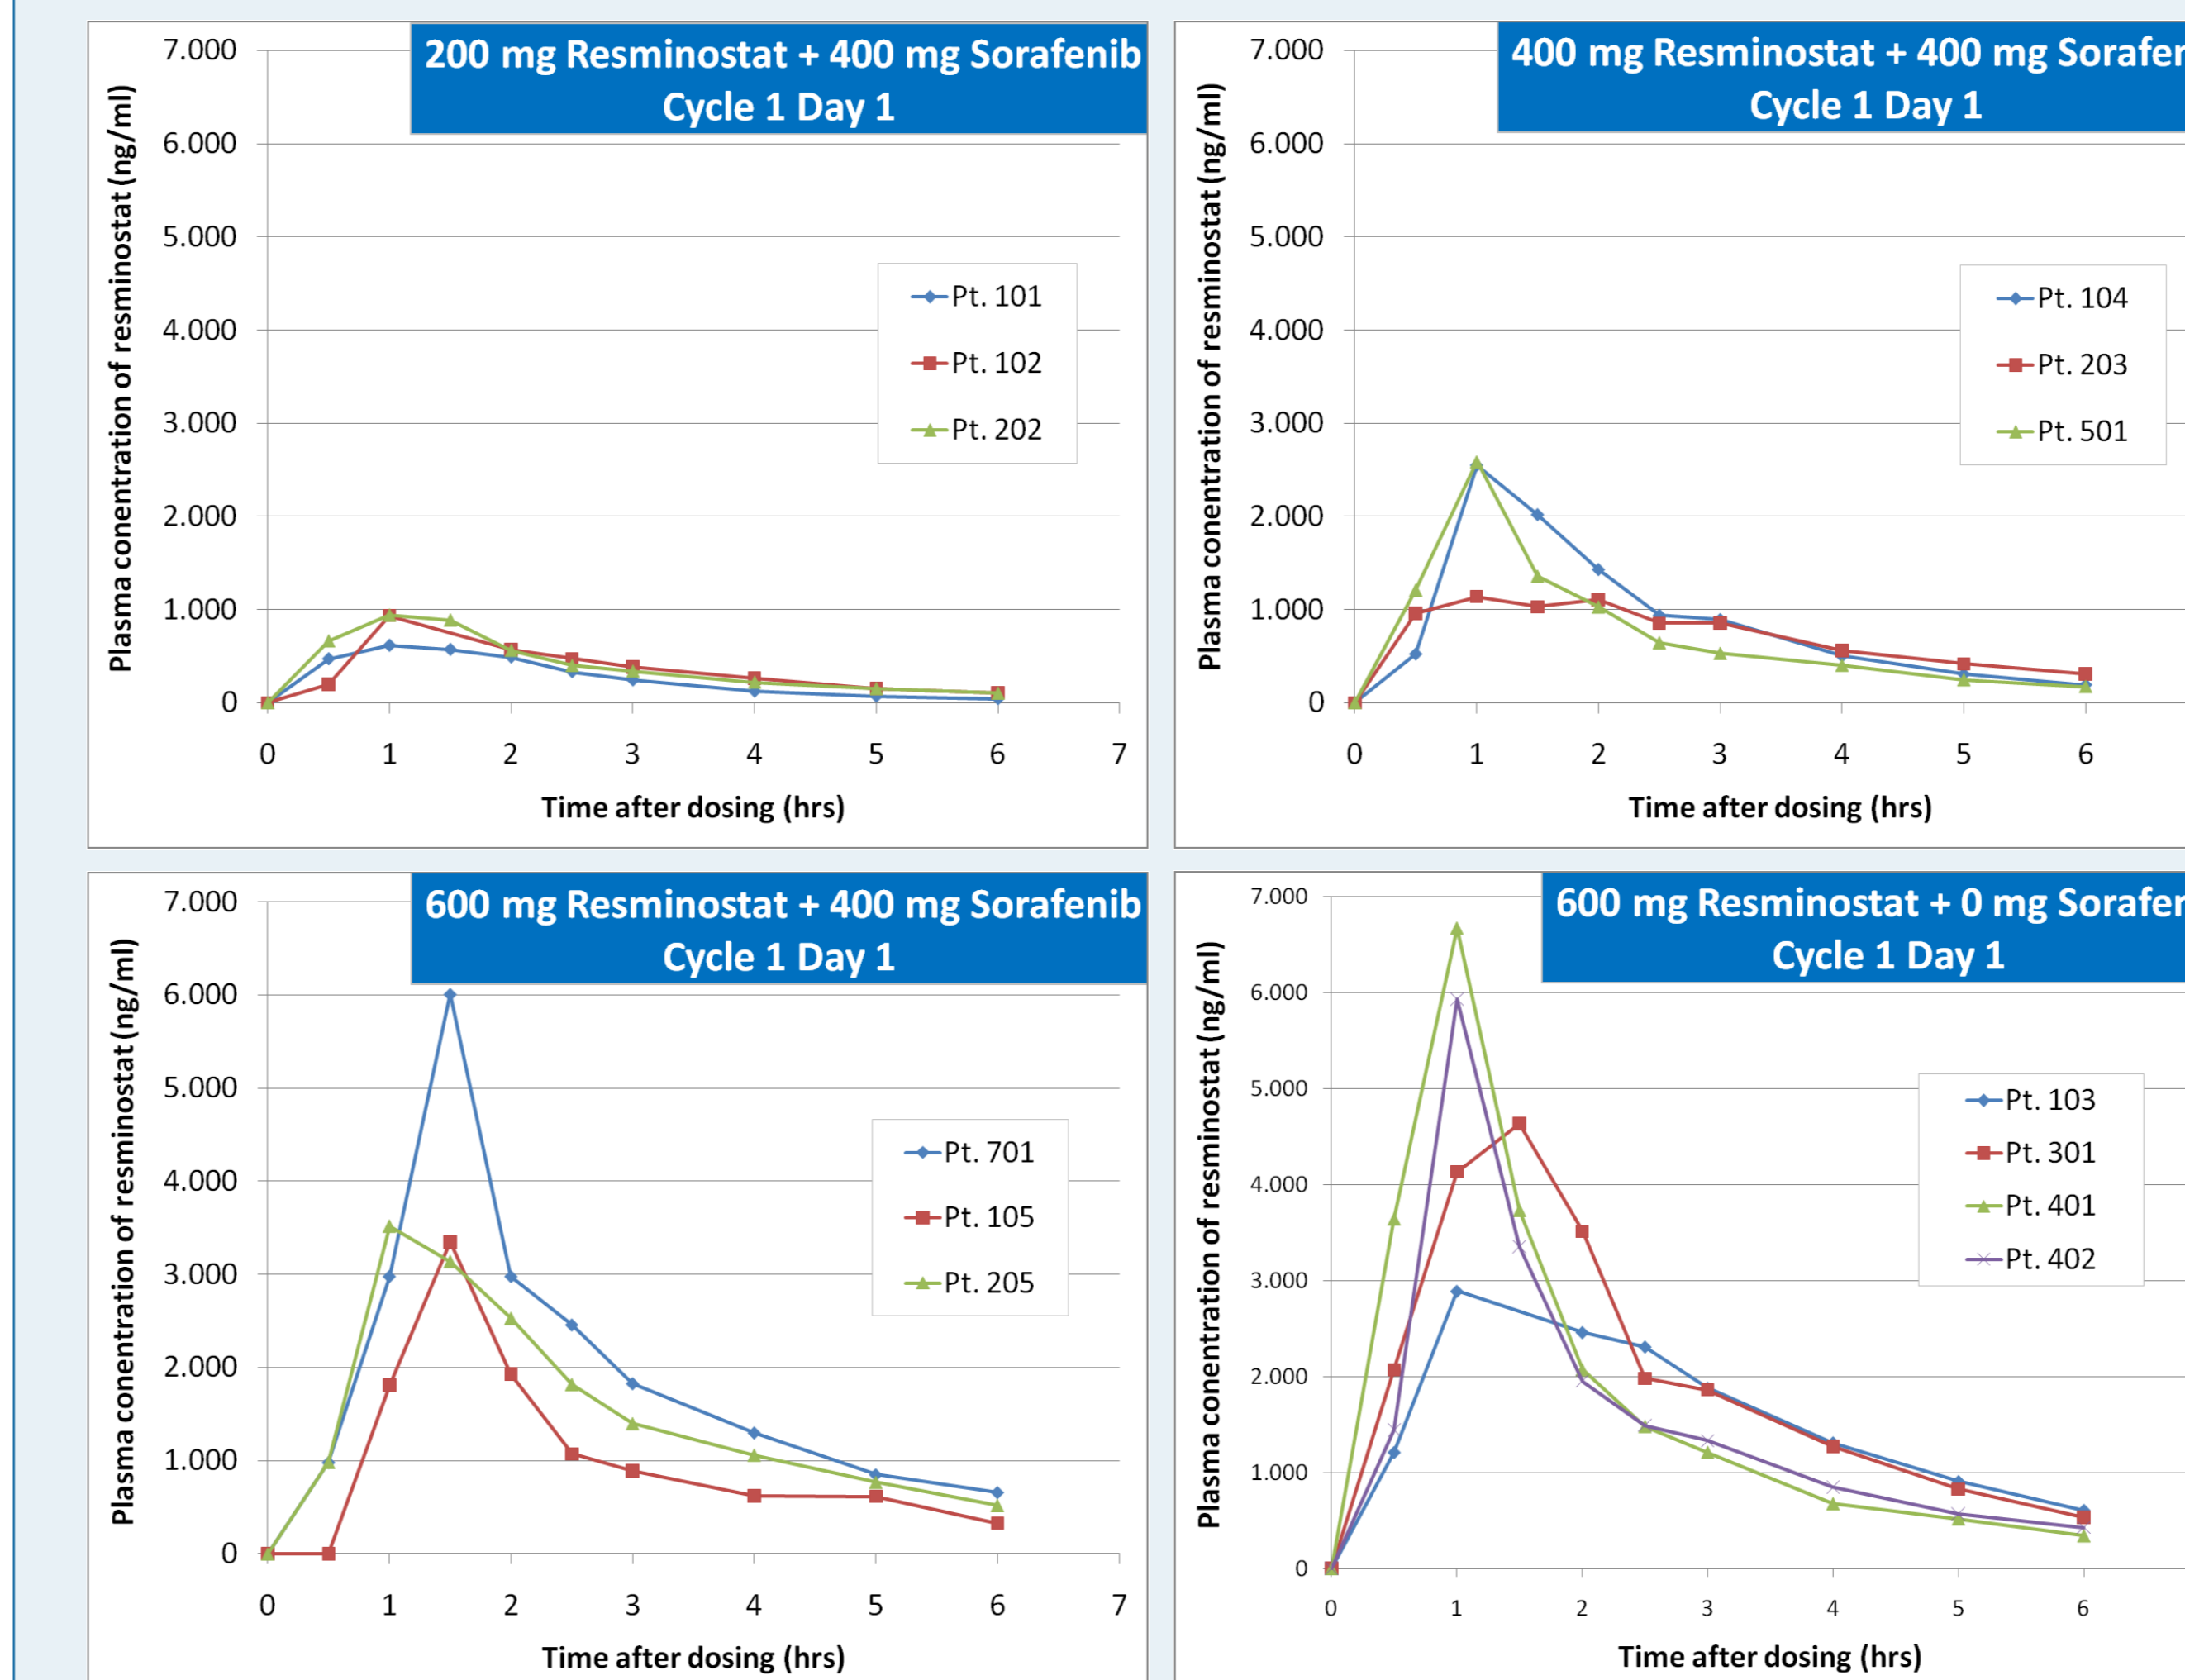 200 mg Resminostat + 400 mg Sorafenib
Cycle 1 Day 1
Plasma conentration of resminostat (ng/ml)
7.000
6.000
5.000
4.000
3.000
2.000
1.000
0
Pt. 101
Pt. 102
Pt. 202
0 1 2 3 4 5 6 7
Time after dosing (hrs)
400 mg Resminostat + 400 mg Sorafen
Cycle 1 Day 1
Plasma conentration of resminostat (ng/ml)
7.000
6.000
5.000
4.000
3.000
2.000
1.000
0
Pt. 104
Pt. 203
Pt. 501
0 1 2 3 4 5 6
Time after dosing (hrs)
600 mg Resminostat + 400 mg Sorafenib
Cycle 1 Day 1
Plasma conentration of resminostat (ng/ml)
7.000
6.000
5.000
4.000
3.000
2.000
1.000
0
Pt. 701
Pt. 105
Pt. 205
0 1 2 3 4 5 6 7
Time after dosing (hrs)
600 mg Resminostat + 0 mg Sorafen
Cycle 1 Day 1
Plasma conentration of resminostat (ng/ml)
7.000
6.000
5.000
4.000
3.000
2.000
1.000
0
Pt. 103
Pt. 301
Pt. 401
Pt. 402
0 1 2 3 4 5 6
Time after dosing (hrs)